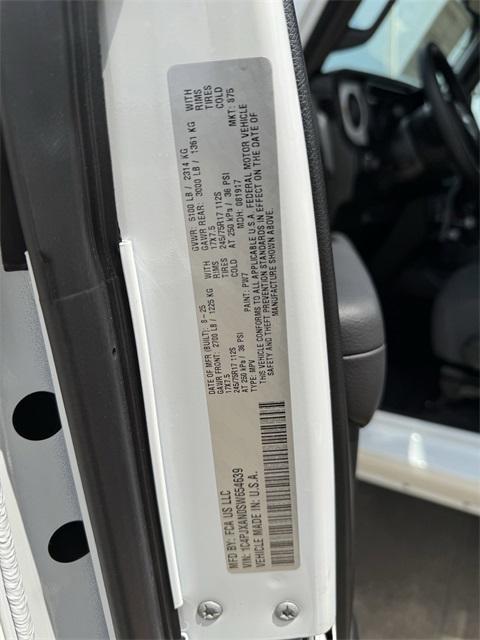 MFD BY: FCA US LLC
DATE OF MFR (BUILT): 8-25
GVWR: 5100 LB / 2314 KG
GAWR FRONT: 2700 LB / 1225 KG
WITH
TIRES
RIMS
COLD
17X7.5
245/75R17 112S
AT 250 kPa / 36 PSI
GAWR REAR: 3000 LB / 1361 KG
WITH
TIRES
RIMS
COLD
17X7.5
245/75R17 112S
AT 250 kPa / 36 PSI
TYPE: MPV
PAINT: PW7
MDH: 081917
MKT: 875
THIS VEHICLE CONFORMS TO ALL APPLICABLE U.S.A. FEDERAL MOTOR VEHICLE
SAFETY AND THEFT PREVENTION STANDARDS IN EFFECT ON THE DATE OF
MANUFACTURE SHOWN ABOVE.
VIN: 1C4PJXAN0SW654639
VEHICLE MADE IN: U.S.A.